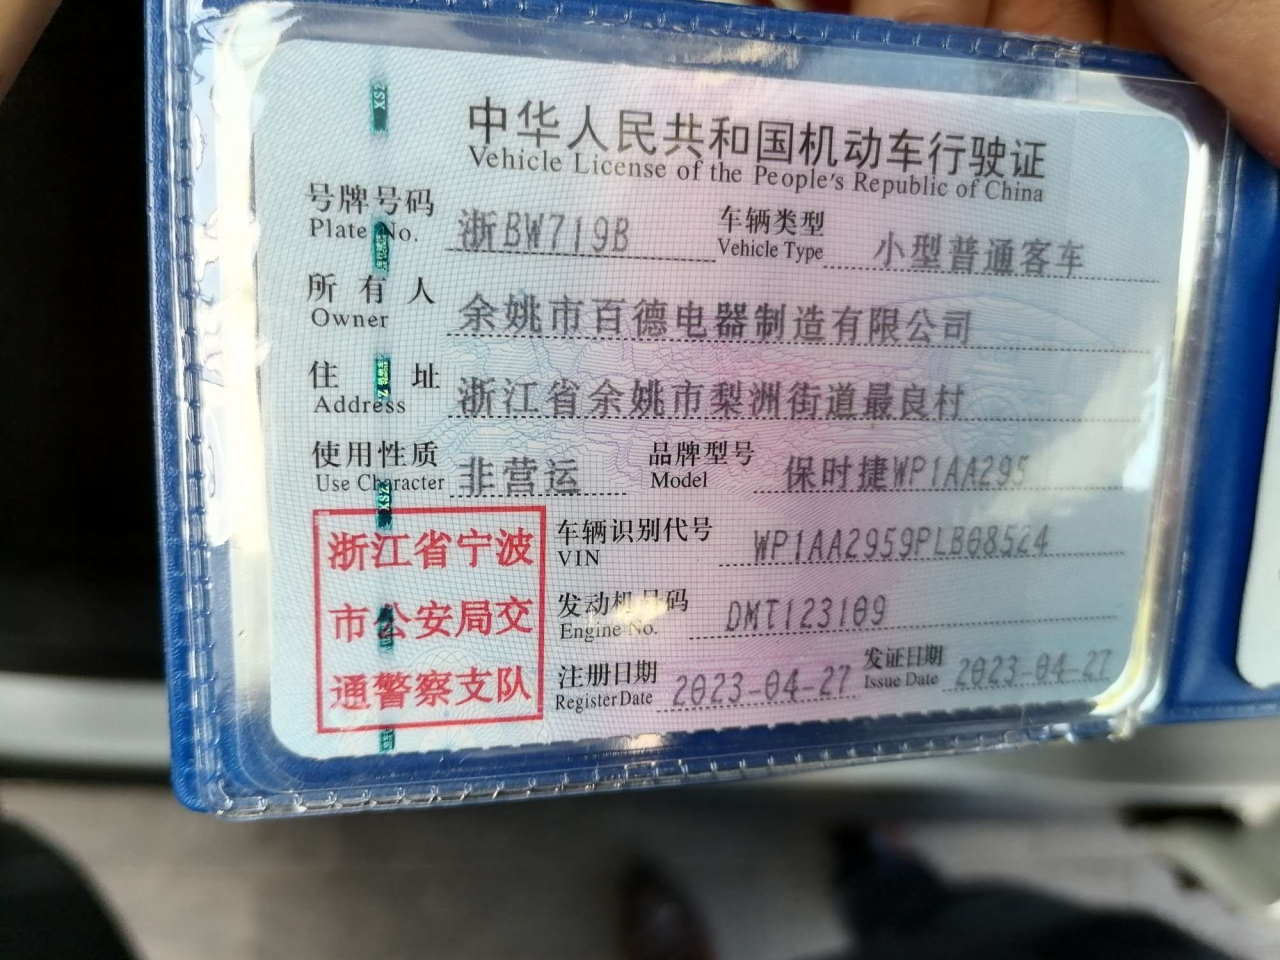 中华人民共和国机动车行驶证
Vehicle License of the People's Republic of China
号牌号码 浙BW719B 车辆类型 小型普通客车
Plate No. Vehicle Type
所有人 余姚市百德电器制造有限公司
Owner
住址 浙江省余姚市梨洲街道最良村
Address
使用性质 非营运 品牌型号 保时捷WP1AA295
Use Character Model
浙江省宁波
市公安局交
通警察支队
车辆识别代号 WP1AA2959PLB08524
VIN
发动机号码 DMT123109
Engine No.
注册日期 2023-04-27 发证日期 2023-04-27
Register Date Issue Date